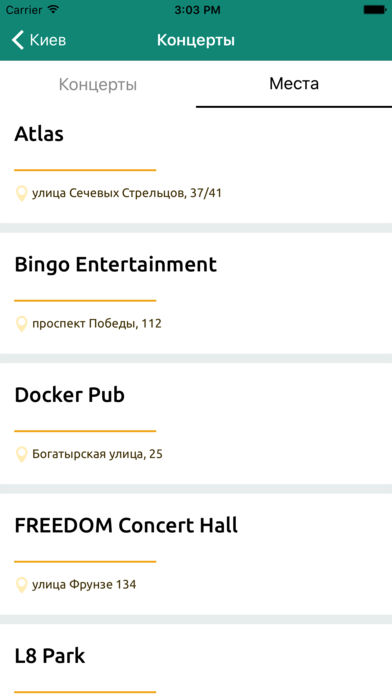 Carrier 3:03 PM
Киев Концерты
Концерты Места
Atlas
улица Сечевых Стрельцов, 37/41
Bingo Entertainment
проспект Победы, 112
Docker Pub
Богатырская улица, 25
FREEDOM Concert Hall
улица Фрунзе 134
L8 Park